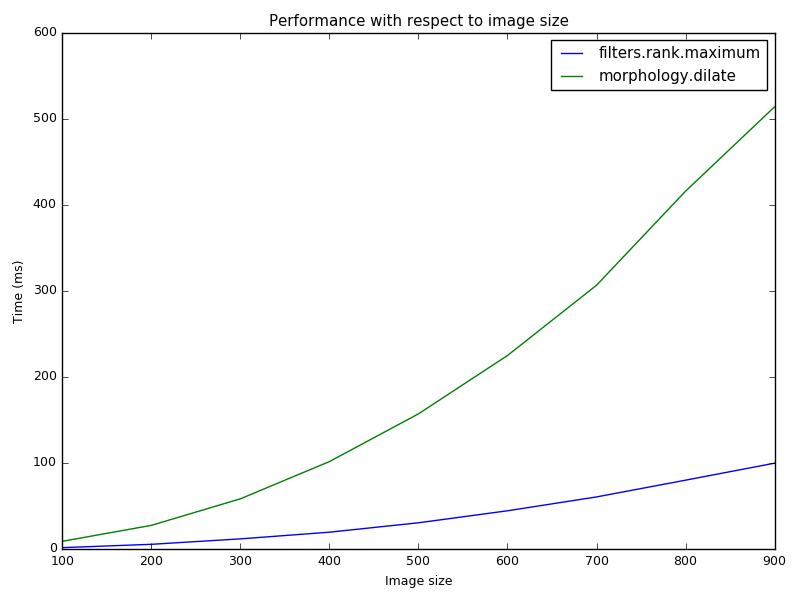 Performance with respect to image size
filters.rank.maximum
morphology.dilate
600
500
400
300
200
100
0
Time (ms)
100 200 300 400 500 600 700 800 900
Image size